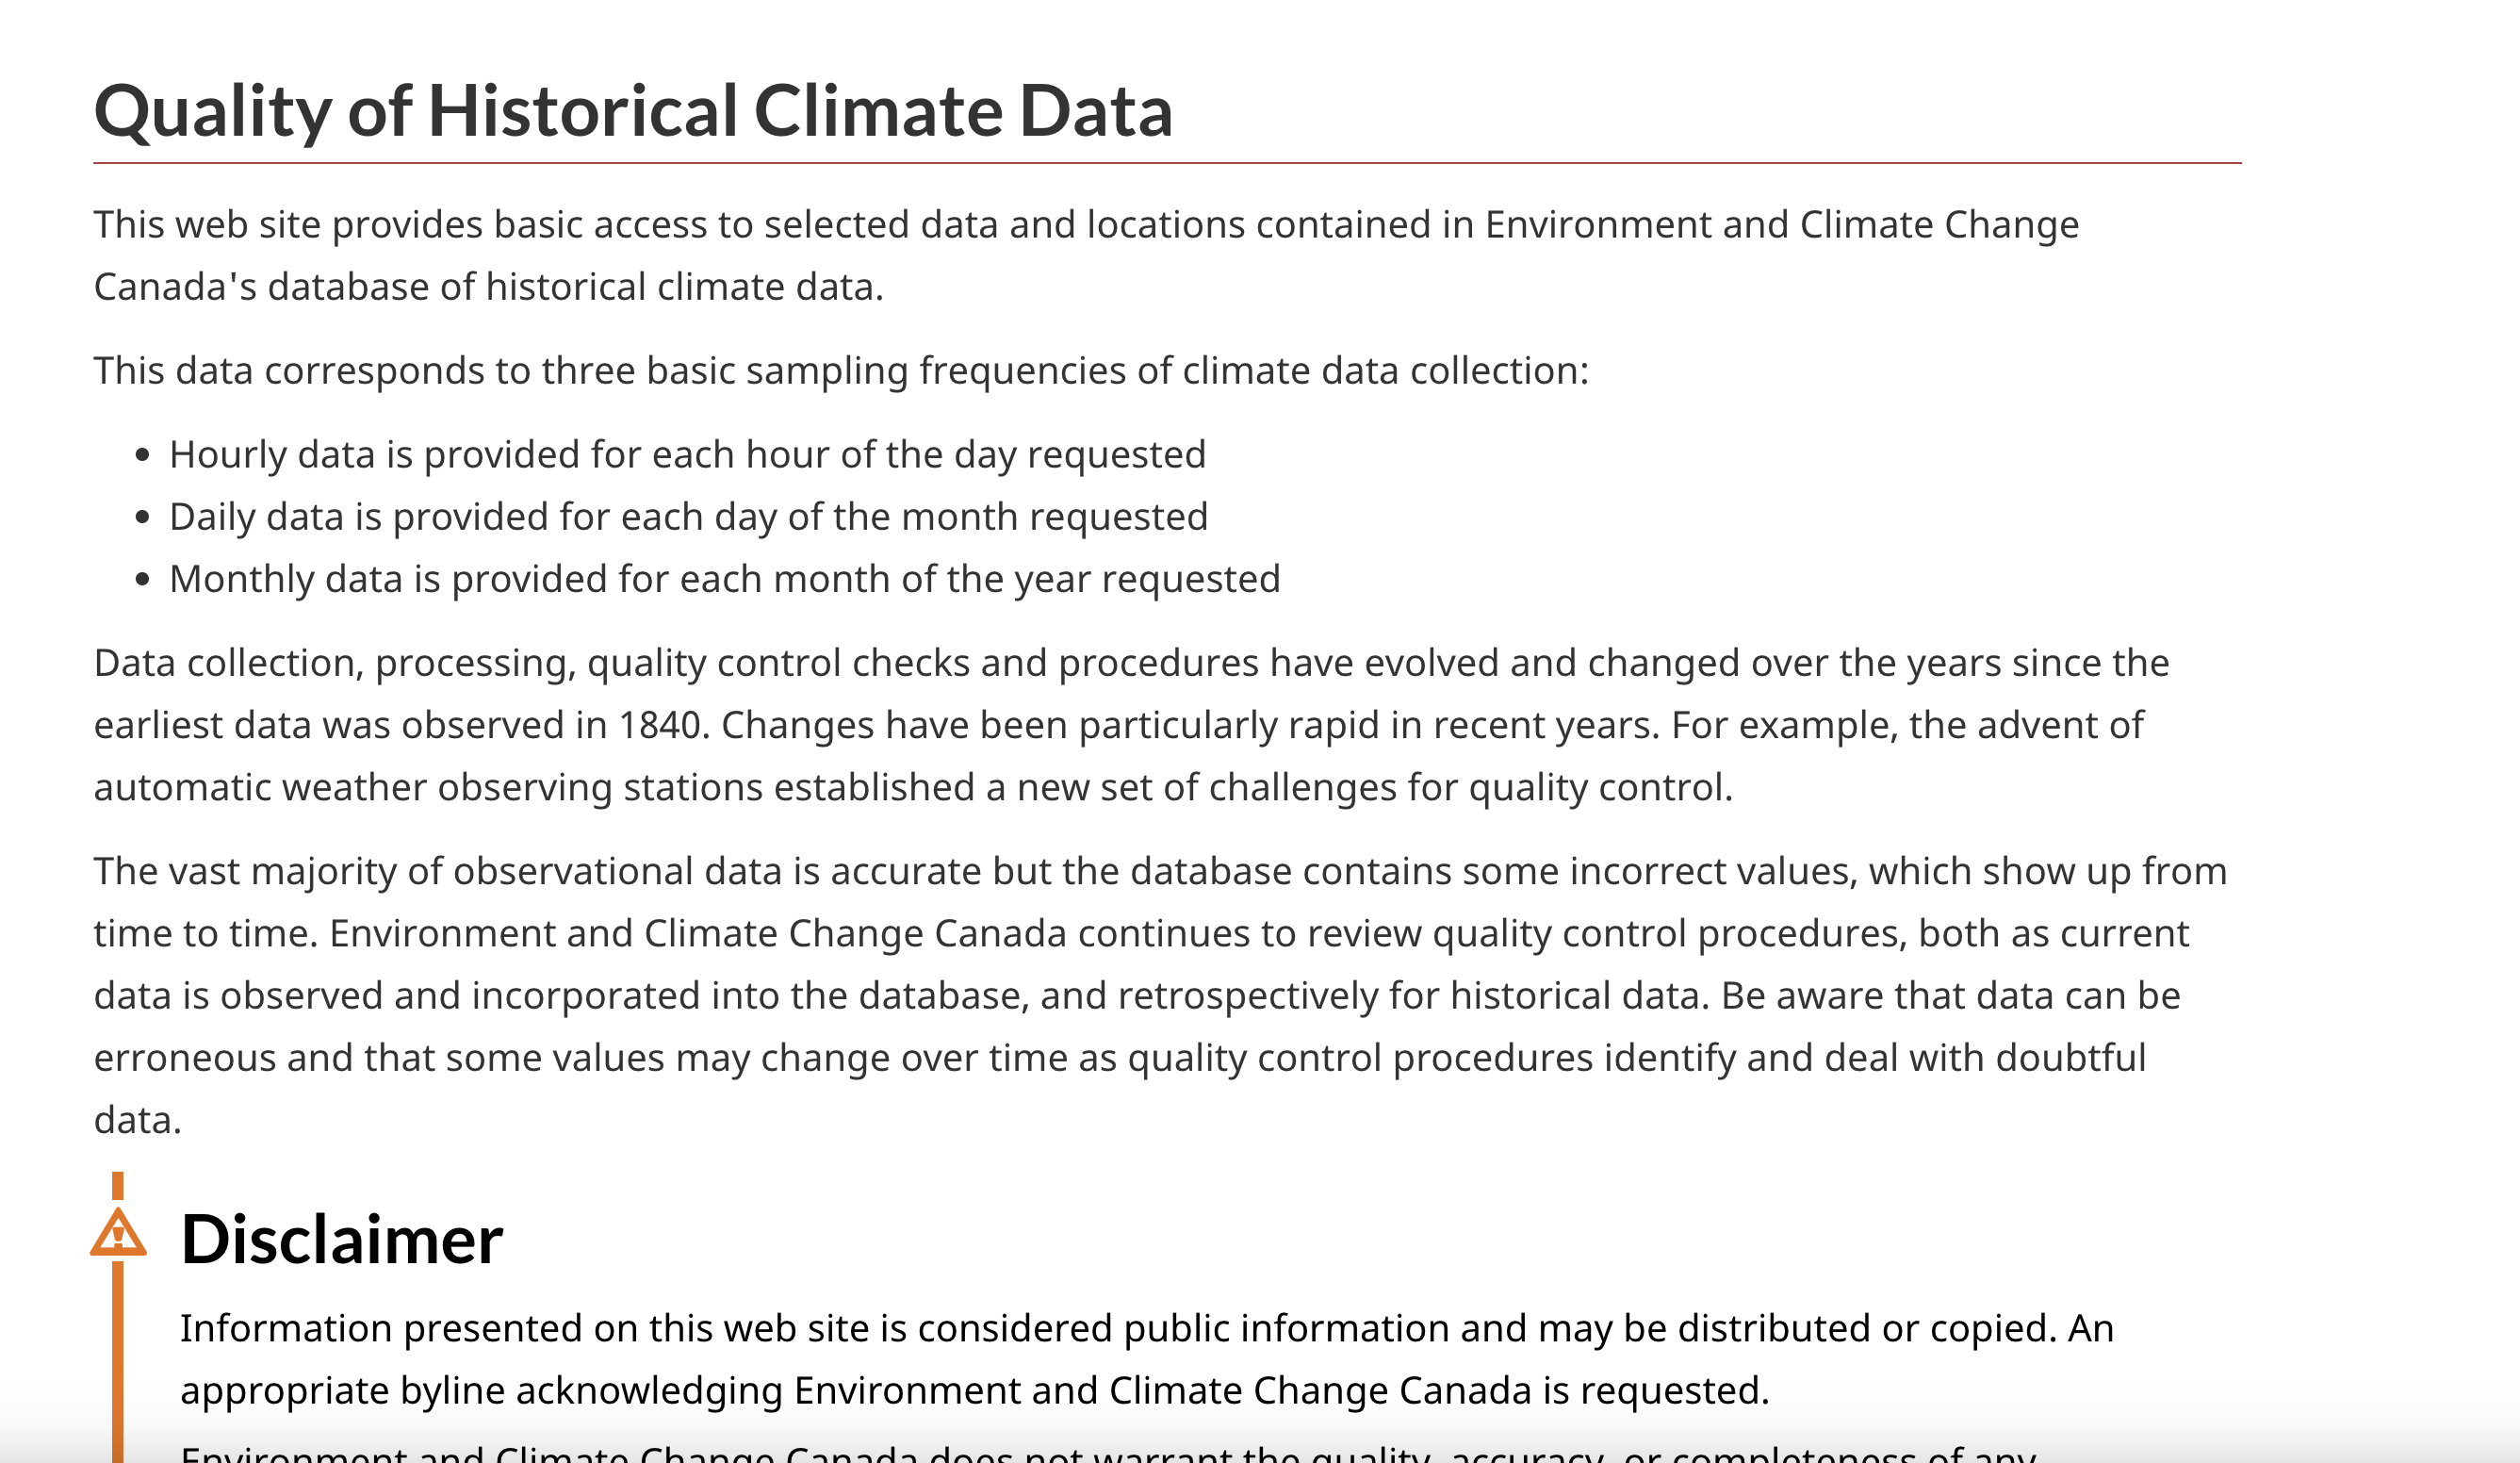 Quality of Historical Climate Data
This web site provides basic access to selected data and locations contained in Environment and Climate Change
Canada's database of historical climate data.
This data corresponds to three basic sampling frequencies of climate data collection:
• Hourly data is provided for each hour of the day requested
• Daily data is provided for each day of the month requested
• Monthly data is provided for each month of the year requested
Data collection, processing, quality control checks and procedures have evolved and changed over the years since the
earliest data was observed in 1840. Changes have been particularly rapid in recent years. For example, the advent of
automatic weather observing stations established a new set of challenges for quality control.
The vast majority of observational data is accurate but the database contains some incorrect values, which show up from
time to time. Environment and Climate Change Canada continues to review quality control procedures, both as current
data is observed and incorporated into the database, and retrospectively for historical data. Be aware that data can be
erroneous and that some values may change over time as quality control procedures identify and deal with doubtful
data.
Disclaimer
Information presented on this web site is considered public information and may be distributed or copied. An
appropriate byline acknowledging Environment and Climate Change Canada is requested.
Environment and Climate Change Canada does not warrant the quality, accuracy, or completeness of any